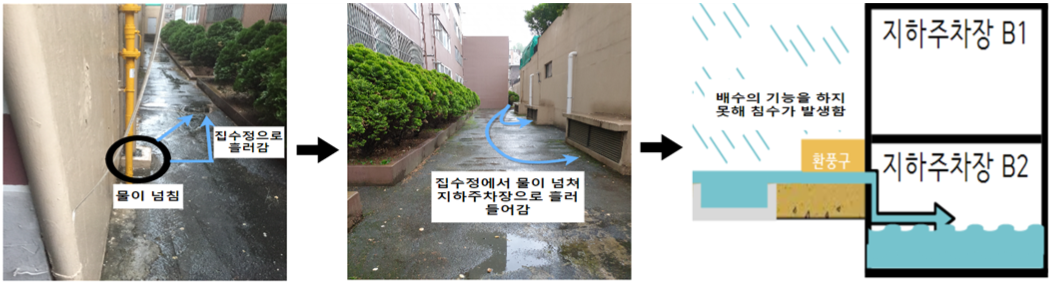 집수정으로
흘러감
물이 넘침
집수정에서 물이 넘쳐
지하주차장으로 흘러
들어감
배수의 기능을 하지
못해 침수가 발생함
환풍구
지하주차장 B1
지하주차장 B2